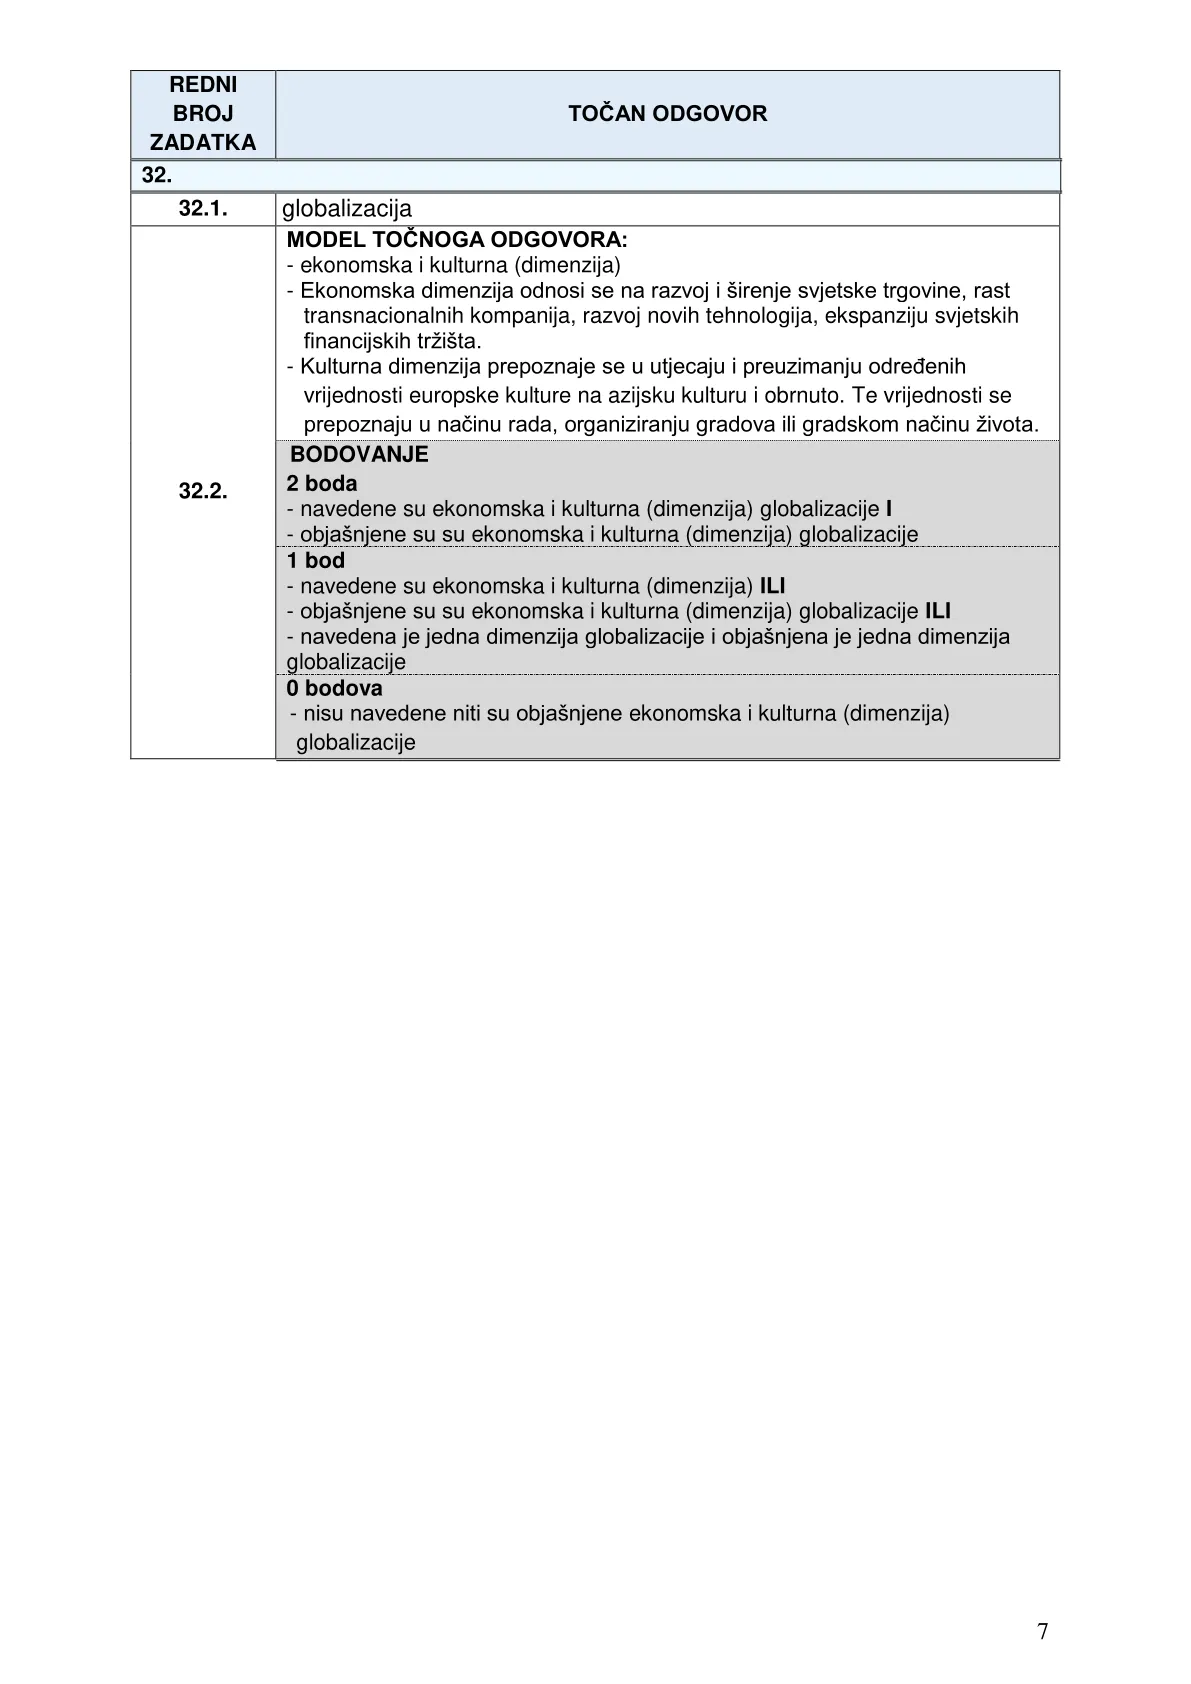 REDNI
BROJ
ZADATKA
TOČAN ODGOVOR
32.
32.1.
globalizacija
32.2.
MODEL TOČNOGA ODGOVORA:
- ekonomska i kulturna (dimenzija)
- Ekonomska dimenzija odnosi se na razvoj i širenje svjetske trgovine, rast
transnacionalnih kompanija, razvoj novih tehnologija, ekspanziju svjetskih
financijskih tržišta.
- Kulturna dimenzija prepoznaje se u utjecaju i preuzimanju određenih
vrijednosti europske kulture na azijsku kulturu i obrnuto. Te vrijednosti se
prepoznaju u načinu rada, organiziranju gradova ili gradskom načinu života.
BODOVANJE
2 boda
- navedene su ekonomska i kulturna (dimenzija) globalizacije I
- objašnjene su su ekonomska i kulturna (dimenzija) globalizacije
1 bod
- navedene su ekonomska i kulturna (dimenzija) ILI
- objašnjene su su ekonomska i kulturna (dimenzija) globalizacije ILI
- navedena je jedna dimenzija globalizacije i objašnjena je jedna dimenzija
globalizacije
0 bodova
- nisu navedene niti su objašnjene ekonomska i kulturna (dimenzija)
globalizacije
7